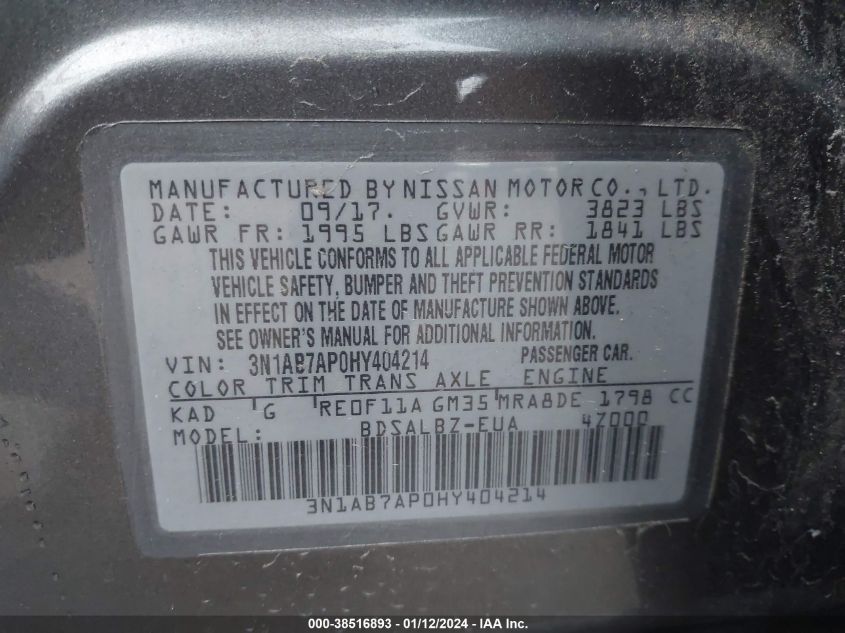 MANUFACTURED BY NISSAN MOTOR CO., LTD.
DATE: 09/17. GVWR: 3823 LBS
GAWR FR: 1995 LBS GAWR RR: 1841 LBS
THIS VEHICLE CONFORMS TO ALL APPLICABLE FEDERAL MOTOR
VEHICLE SAFETY, BUMPER AND THEFT PREVENTION STANDARDS
IN EFFECT ON THE DATE OF MANUFACTURE SHOWN ABOVE.
SEE OWNER'S MANUAL FOR ADDITIONAL INFORMATION.
VIN: 3N1AB7AP0HY404214 PASSENGER CAR.
COLOR TRIM TRANS AXLE ENGINE
KAD G RE0F11A GM35 MRA8DE 1798 CC
MODEL: BDSALBZ-EUA 4Z000
3N1AB7AP0HY404214
000-38516893 - 01/12/2024 - IAAI.com